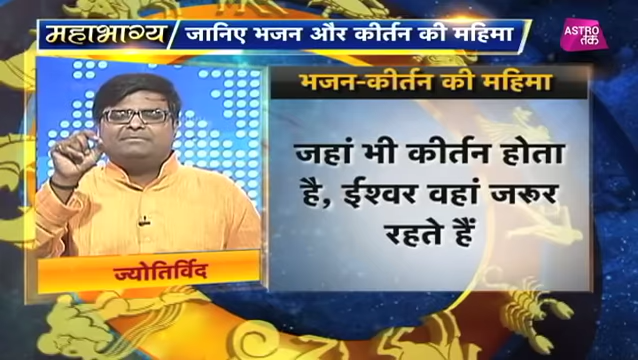 महाभाग्य
जानिए भजन और कीर्तन की महिमा
ASTRO
तक
भजन-कीर्तन की महिमा
जहां भी कीर्तन होता
है, ईश्वर वहां जरूर
रहते हैं
ज्योतिर्विद